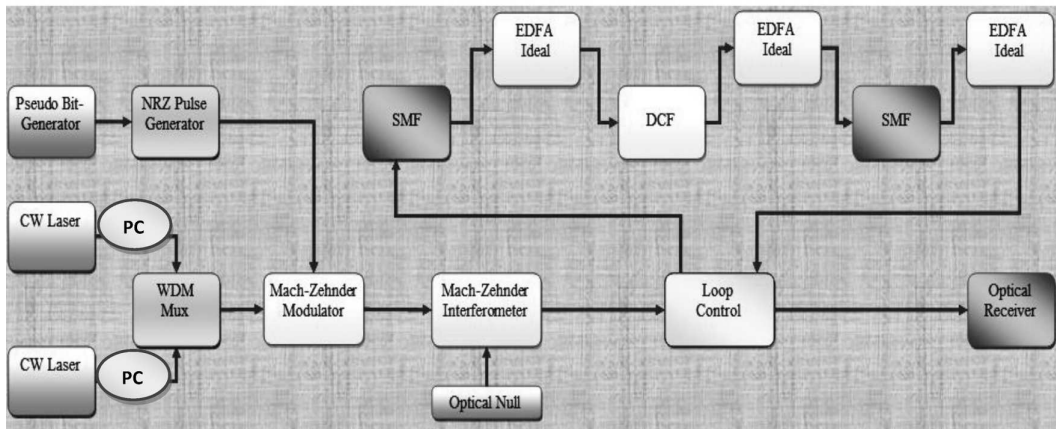 EDFA
Ideal
EDFA
Ideal
EDFA
Ideal
Pseudo Bit-
Generator
NRZ Pulse
Generator
SMF
DCF
SMF
CW Laser
PC
WDM
Mux
Mach-Zehnder
Modulator
Mach-Zehnder
Interferometer
Loop
Control
Optical
Receiver
CW Laser
PC
Optical Null